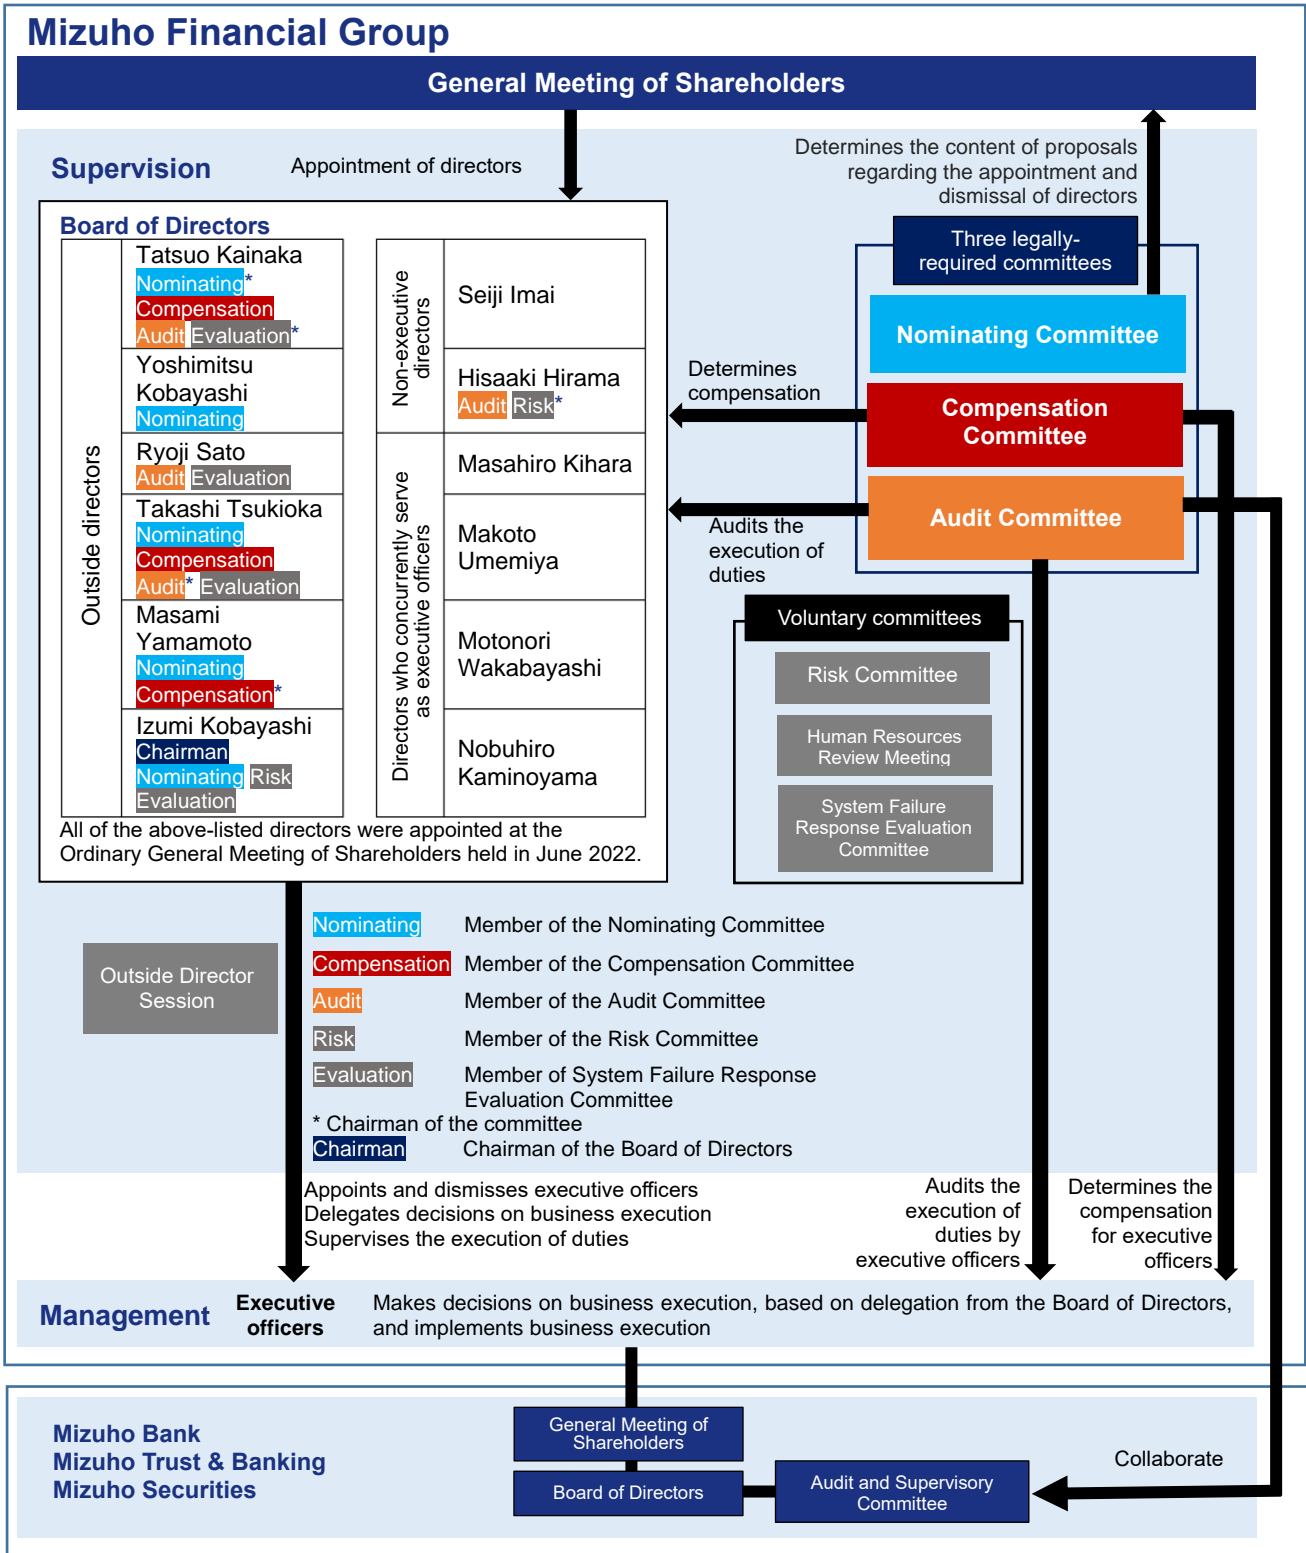 Mizuho Financial Group
General Meeting of Shareholders
Supervision
Appointment of directors
Determines the content of proposals
regarding the appointment and
dismissal of directors
Board of Directors
Outside directors
Tatsuo Kainaka
Nominating*
Compensation
Audit Evaluation*
Yoshimitsu
Kobayashi
Nominating
Ryoji Sato
Audit Evaluation
Takashi Tsukioka
Nominating
Compensation
Audit* Evaluation
Masami
Yamamoto
Nominating
Compensation*
Izumi Kobayashi
Chairman
Nominating Risk
Evaluation
Non-executive
directors
Seiji Imai
Hisaaki Hirama
Audit Risk*
Directors who concurrently serve
as executive officers
Masahiro Kihara
Makoto
Umemiya
Motonori
Wakabayashi
Nobuhiro
Kaminoyama
All of the above-listed directors were appointed at the
Ordinary General Meeting of Shareholders held in June 2022.
Three legally-
required committees
Nominating Committee
Compensation
Committee
Audit Committee
Determines
compensation
Audits the
execution of
duties
Voluntary committees
Risk Committee
Human Resources
Review Meeting
System Failure
Response Evaluation
Committee
Outside Director
Session
Nominating Member of the Nominating Committee
Compensation Member of the Compensation Committee
Audit Member of the Audit Committee
Risk Member of the Risk Committee
Evaluation Member of System Failure Response
Evaluation Committee
* Chairman of the committee
Chairman Chairman of the Board of Directors
Appoints and dismisses executive officers
Delegates decisions on business execution
Supervises the execution of duties
Audits the
execution of
duties by
executive officers
Determines the
compensation
for executive
officers
Management
Executive
officers
Makes decisions on business execution, based on delegation from the Board of Directors,
and implements business execution
Mizuho Bank
Mizuho Trust & Banking
Mizuho Securities
General Meeting of
Shareholders
Board of Directors
Audit and Supervisory
Committee
Collaborate